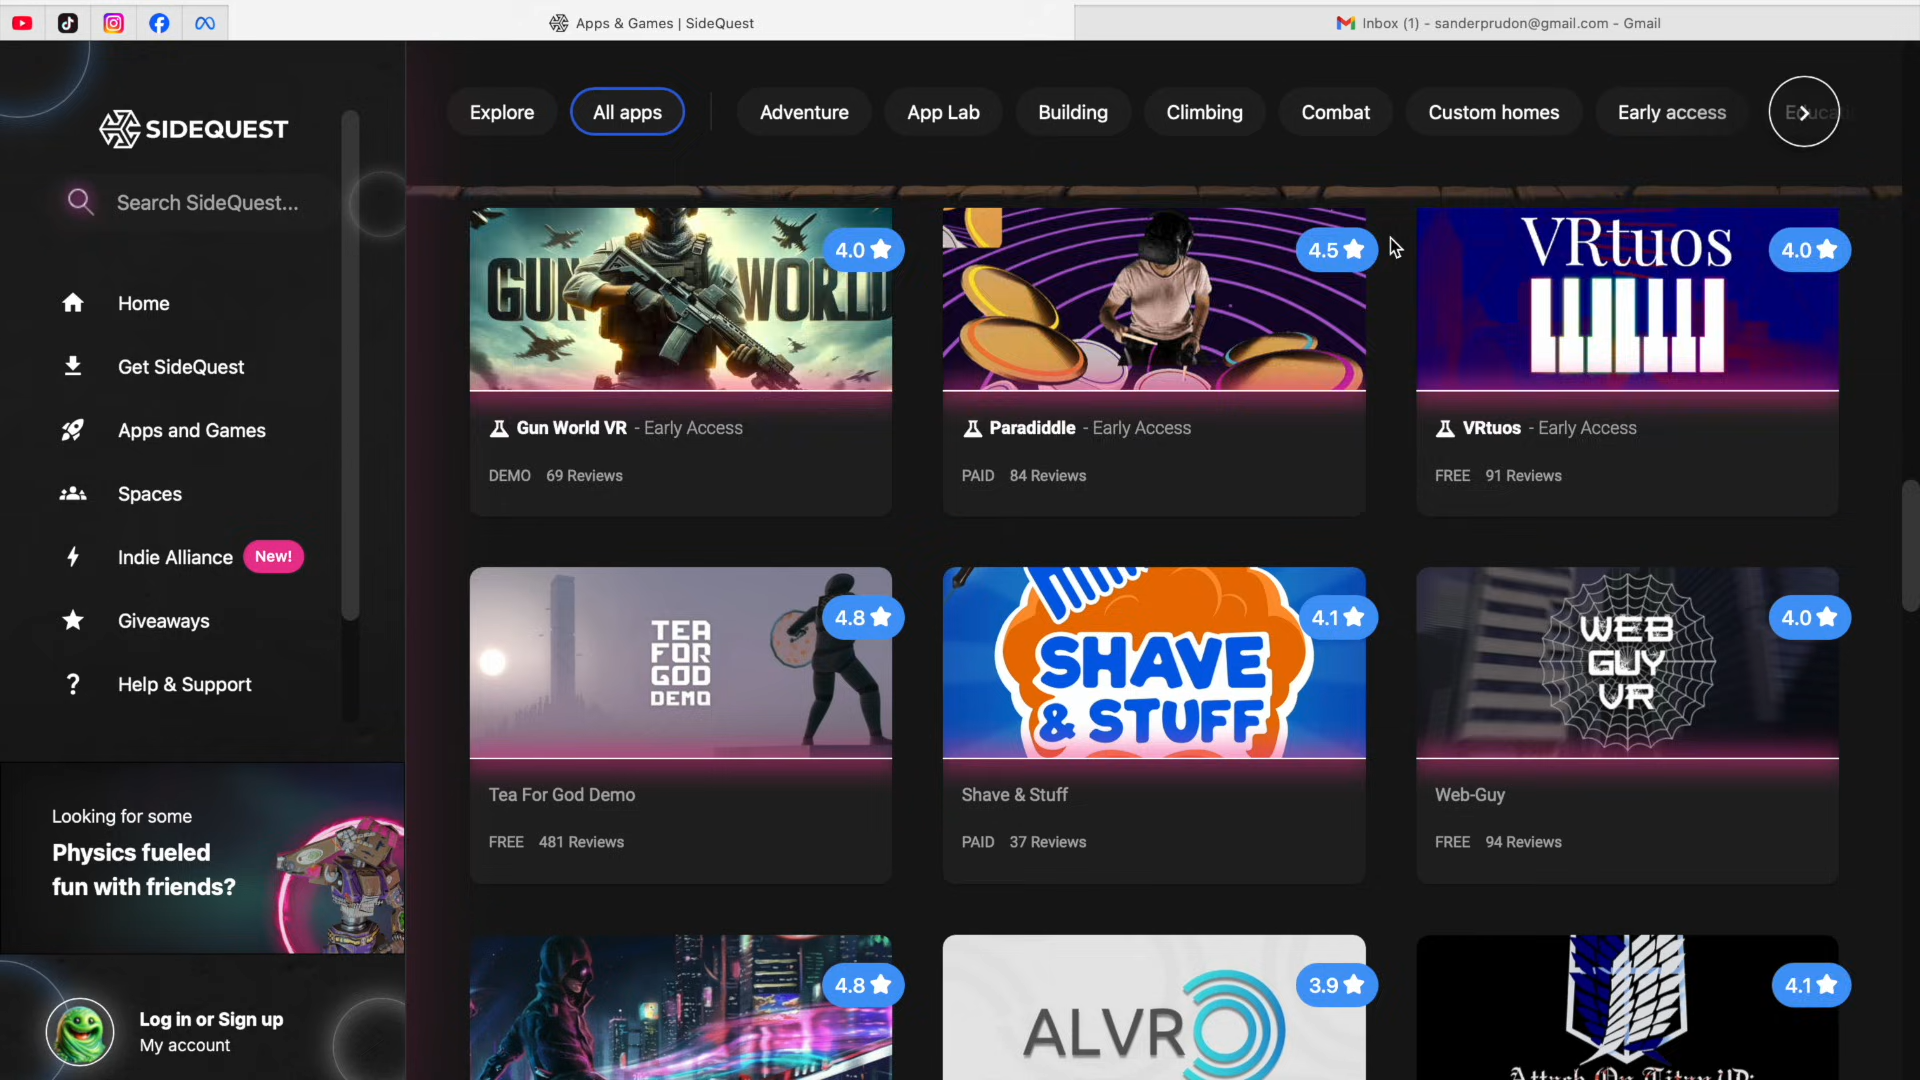 Apps & Games | SideQuest
Inbox (1) - sanderprudon@gmail.com - Gmail
SIDEQUEST
Search SideQuest...
Home
Get SideQuest
Apps and Games
Spaces
Indie Alliance New!
Giveaways
Help & Support
Looking for some
Physics fueled
fun with friends?
Log in or Sign up
My account
Explore
All apps
Adventure
App Lab
Building
Climbing
Combat
Custom homes
Early access
GUN WORLD
4.0
Gun World VR - Early Access
DEMO 69 Reviews
4.5
Paradiddle - Early Access
PAID 84 Reviews
VRtuos
4.0
VRtuos - Early Access
FREE 91 Reviews
TEA
FOR
GOD
DEMO
4.8
Tea For God Demo
FREE 481 Reviews
SHAVE
& STUFF
4.1
Shave & Stuff
PAID 37 Reviews
WEB
GUY
VR
4.0
Web-Guy
FREE 94 Reviews
4.8
ALVR
3.9
4.1
Attack On Titan VR: